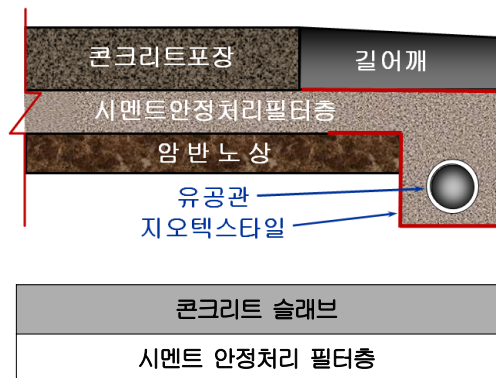 콘크리트포장
길어깨
시멘트안정처리필터층
암반노상
유공관
지오텍스타일
콘크리트 슬래브
시멘트 안정처리 필터층